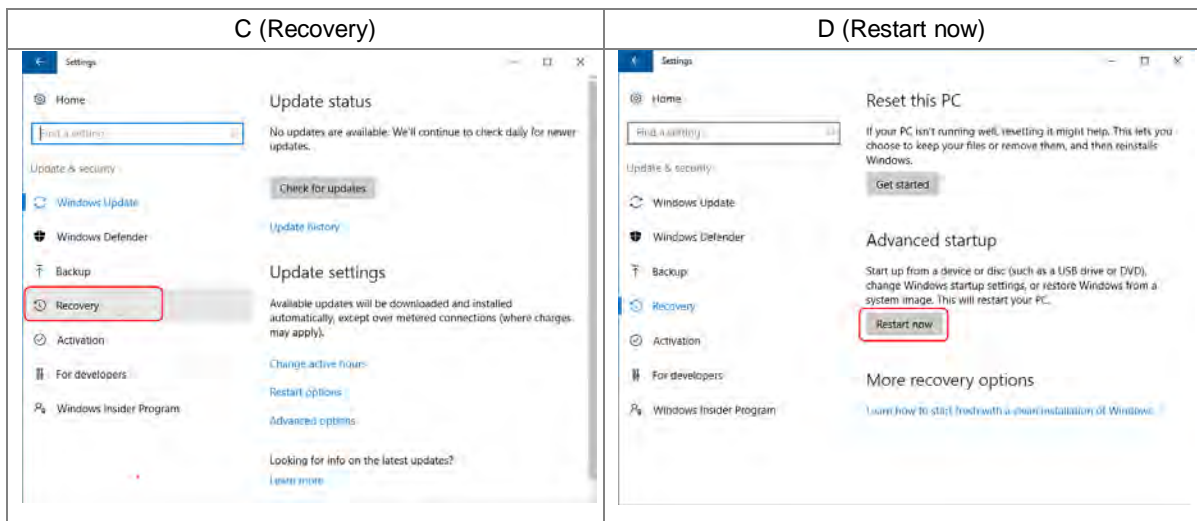 C (Recovery)
D (Restart now)
Settings
Home
Find a setting
Update & security
Windows Update
Windows Defender
Backup
Recovery
Activation
For developers
Windows Insider Program
Update status
No updates are available. We'll continue to check daily for newer
updates.
Check for updates
Update history
Update settings
Available updates will be downloaded and installed
automatically, except over metered connections (where charges
may apply).
Change active hours
Restart options
Advanced options
Looking for info on the latest updates?
Learn more
Settings
Home
Find a setting
Update & security
Windows Update
Windows Defender
Backup
Recovery
Activation
For developers
Windows Insider Program
Reset this PC
If your PC isn't running well, resetting it might help. This lets you
choose to keep your files or remove them, and then reinstalls
Windows.
Get started
Advanced startup
Start up from a device or disc (such as a USB drive or DVD),
change Windows startup settings, or restore Windows from a
system image. This will restart your PC.
Restart now
More recovery options
Learn how to start fresh with a clean installation of Windows